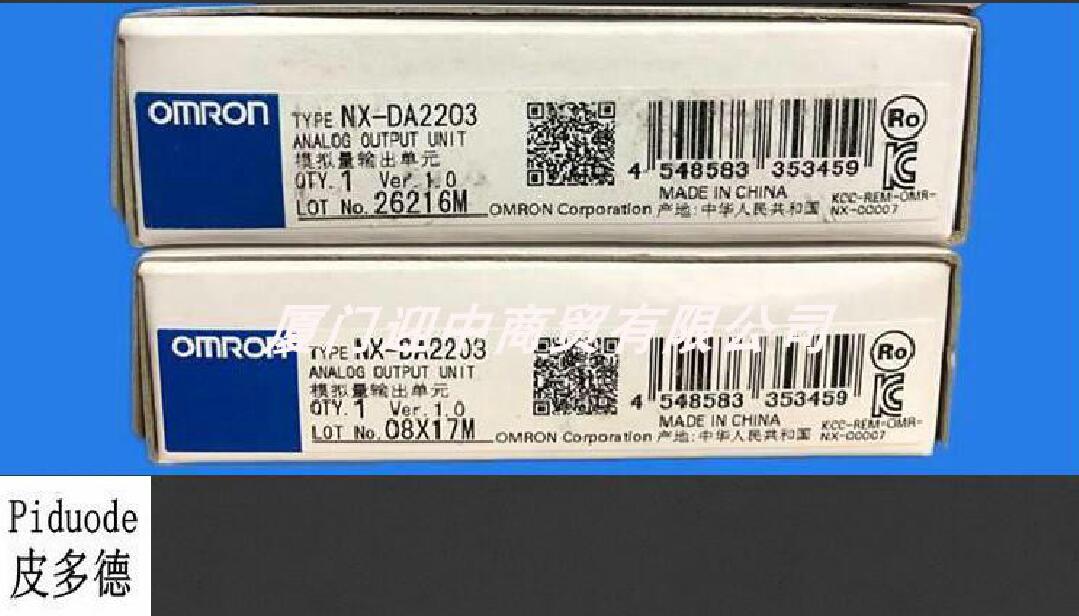 OMRON
TYPE NX-DA2203
ANALOG OUTPUT UNIT
模拟量输出单元
QTY. 1 Ver. 1.0
LOT No. 26216M
4 548583 353459
MADE IN CHINA
OMRON Corporation 产地:中华人民共和国
Ro
KCC-REM-OMR-
NX-00007
厦门迎中商贸有限公司
OMRON
TYPE NX-DA2203
ANALOG OUTPUT UNIT
模拟量输出单元
QTY. 1 Ver. 1.0
LOT No. 08X17M
4 548583 353459
MADE IN CHINA
OMRON Corporation 产地:中华人民共和国
Ro
KCC-REM-OMR-
NX-00007
Piduode
皮多德